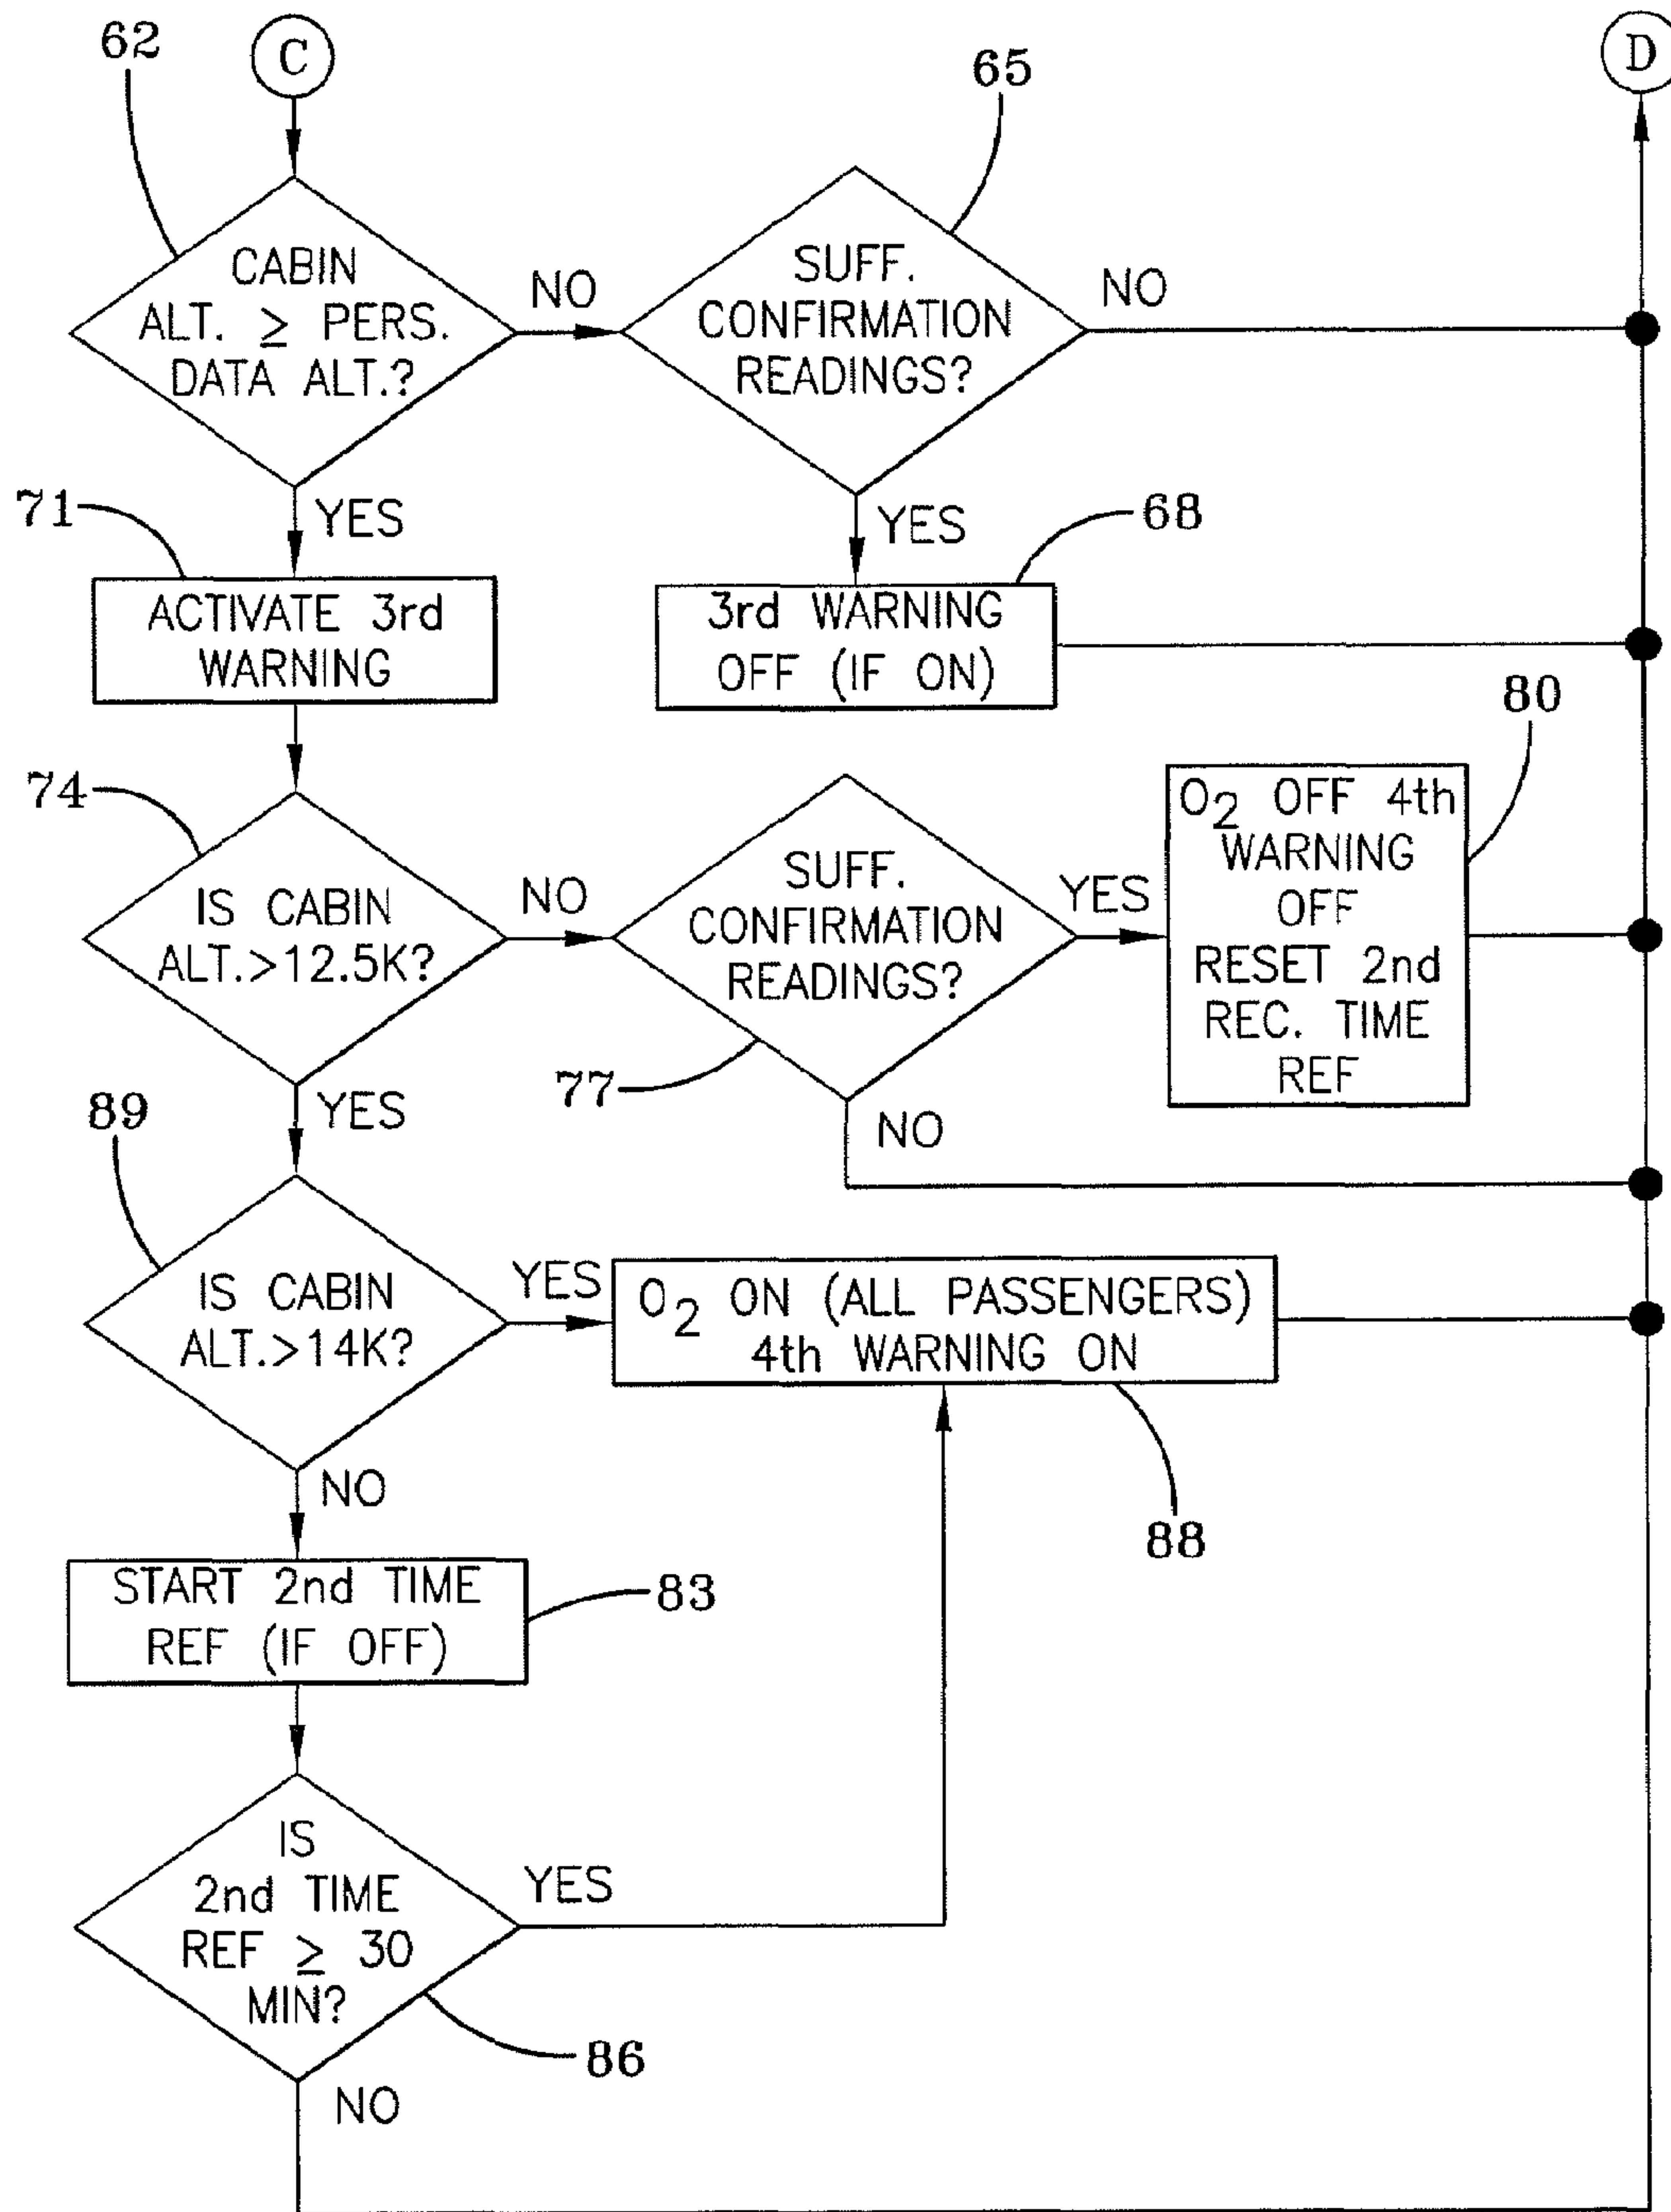 62
C
65
D
CABIN
ALT. ≥ PERS.
DATA ALT.?
NO
SUFF.
CONFIRMATION
READINGS?
NO
71
YES
YES
68
ACTIVATE 3rd
WARNING
3rd WARNING
OFF (IF ON)
80
74
IS CABIN
ALT.>12.5K?
NO
SUFF.
CONFIRMATION
READINGS?
YES
O2 OFF 4th
WARNING
OFF
RESET 2nd
REC. TIME
REF
77
NO
89
YES
IS CABIN
ALT.>14K?
YES
O2 ON (ALL PASSENGERS)
4th WARNING ON
88
NO
START 2nd TIME
REF (IF OFF)
83
IS
2nd TIME
REF ≥ 30
MIN?
YES
86
NO